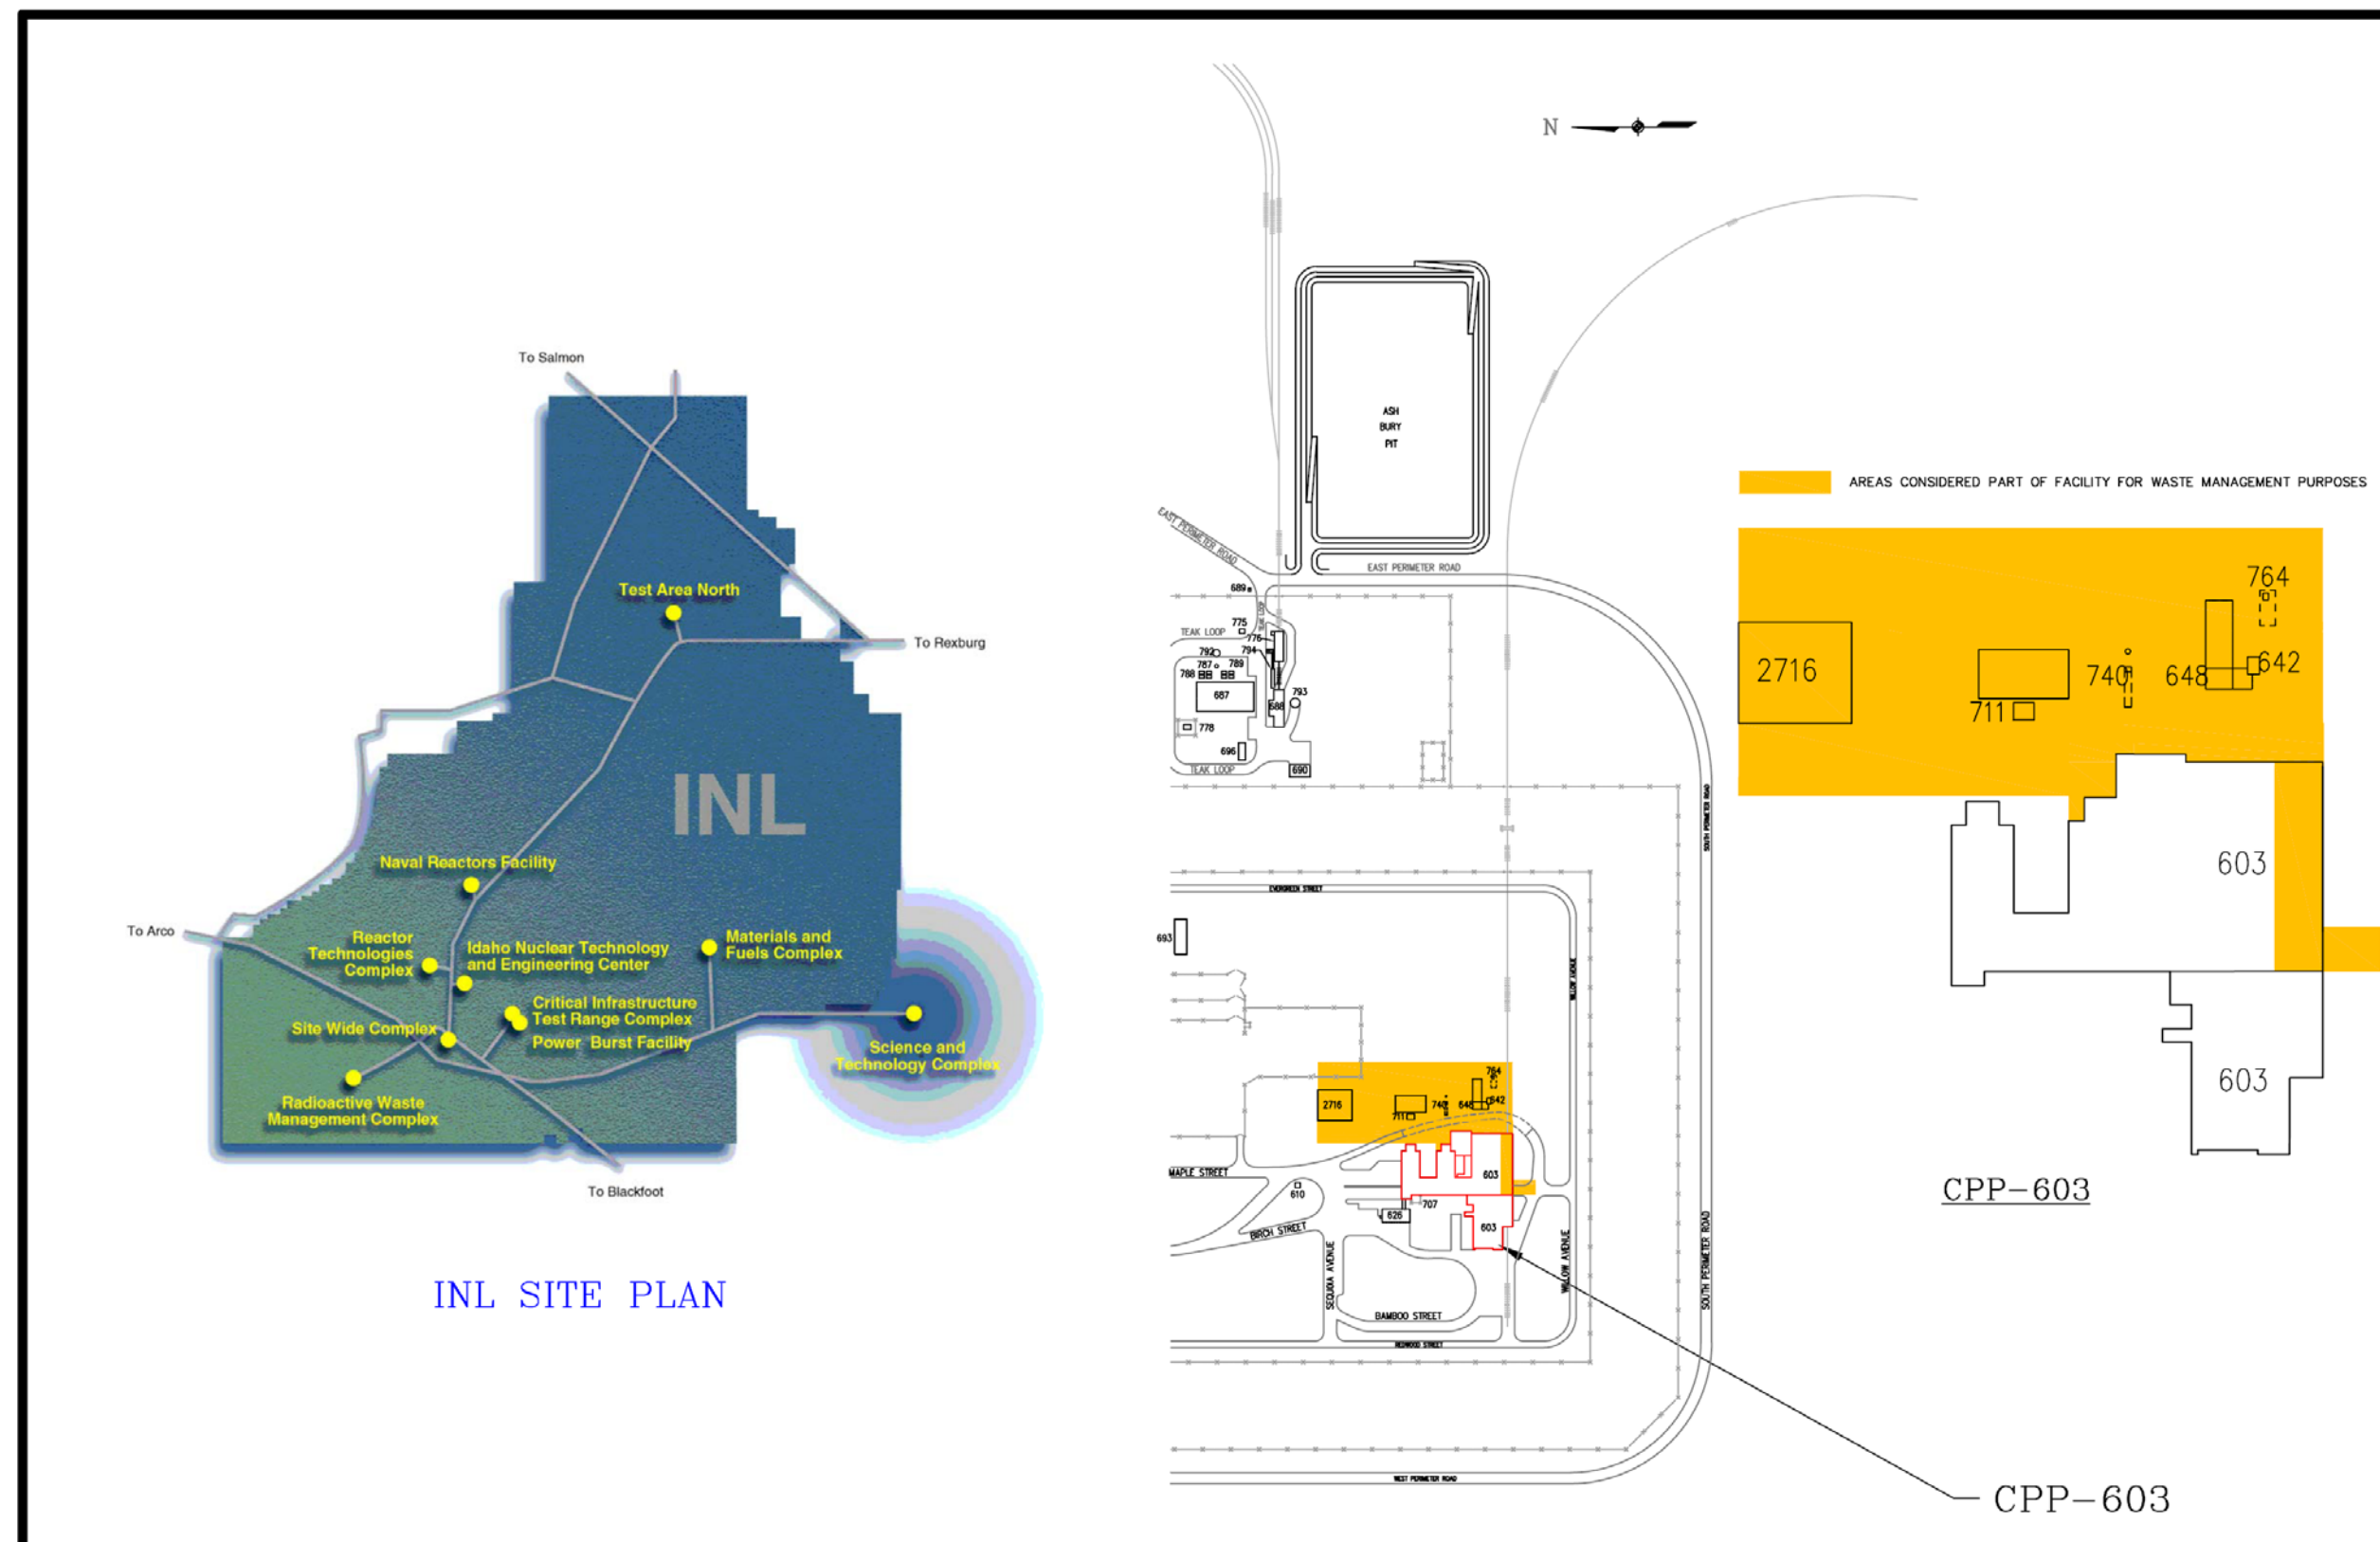 To Salmon
Test Area North
To Rexburg
INL
Naval Reactors Facility
To Arco
Reactor
Technologies
Complex
Idaho Nuclear Technology
and Engineering Center
Materials and
Fuels Complex
Critical Infrastructure
Test Range Complex
Site Wide Complex
Power Burst Facility
Science and
Technology Complex
Radioactive Waste
Management Complex
To Blackfoot
INL SITE PLAN
N
ASH
BURY
PIT
EAST PERIMETER ROAD
EAST PERIMETER ROAD
689
TEAK LOOP
775
TEAK LOOP
776
792
794
787
789
788
687
793
688
778
696
TEAK LOOP
690
SOUTH PERIMETER ROAD
EVERGREEN STREET
693
WILLOW AVENUE
764
2716
740
648
642
711
MAPLE STREET
603
610
707
626
603
BIRCH STREET
SEQUOIA AVENUE
WILLOW AVENUE
SOUTH PERIMETER ROAD
BAMBOO STREET
REDWOOD STREET
WEST PERIMETER ROAD
AREAS CONSIDERED PART OF FACILITY FOR WASTE MANAGEMENT PURPOSES
764
2716
740
648
642
711
603
603
CPP-603
CPP-603